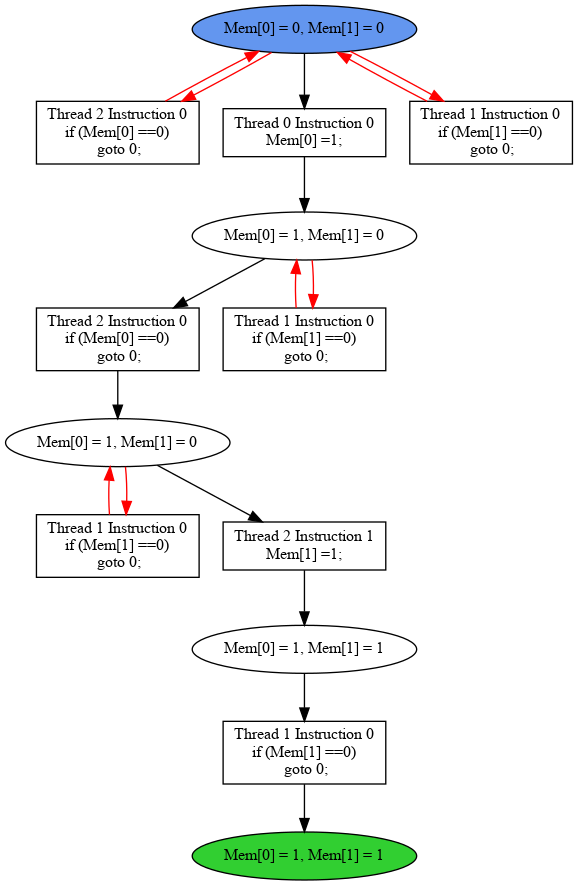 Mem[0] = 0, Mem[1] = 0
Thread 2 Instruction 0
if (Mem[0] ==0)
goto 0;
Thread 0 Instruction 0
Mem[0] =1;
Thread 1 Instruction 0
if (Mem[1] ==0)
goto 0;
Mem[0] = 1, Mem[1] = 0
Thread 2 Instruction 0
if (Mem[0] ==0)
goto 0;
Thread 1 Instruction 0
if (Mem[1] ==0)
goto 0;
Mem[0] = 1, Mem[1] = 0
Thread 1 Instruction 0
if (Mem[1] ==0)
goto 0;
Thread 2 Instruction 1
Mem[1] =1;
Mem[0] = 1, Mem[1] = 1
Thread 1 Instruction 0
if (Mem[1] ==0)
goto 0;
Mem[0] = 1, Mem[1] = 1